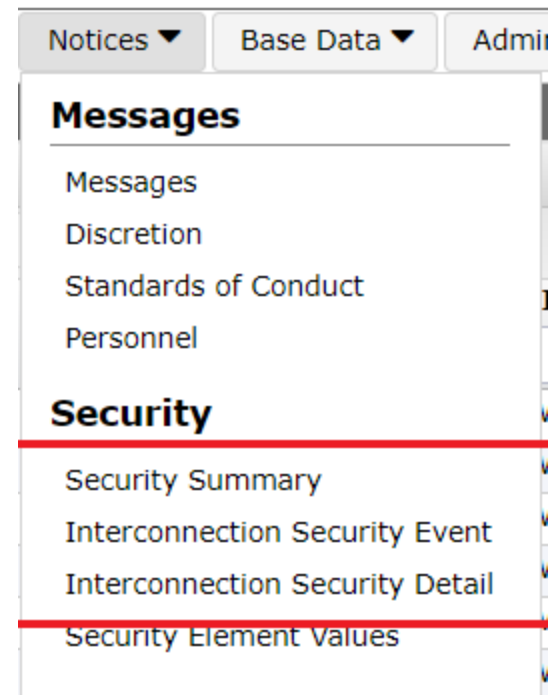 Notices ▼ Base Data ▼ Admi
Messages
Messages
Discretion
Standards of Conduct
Personnel
Security
Security Summary
Interconnection Security Event
Interconnection Security Detail
Security Element Values